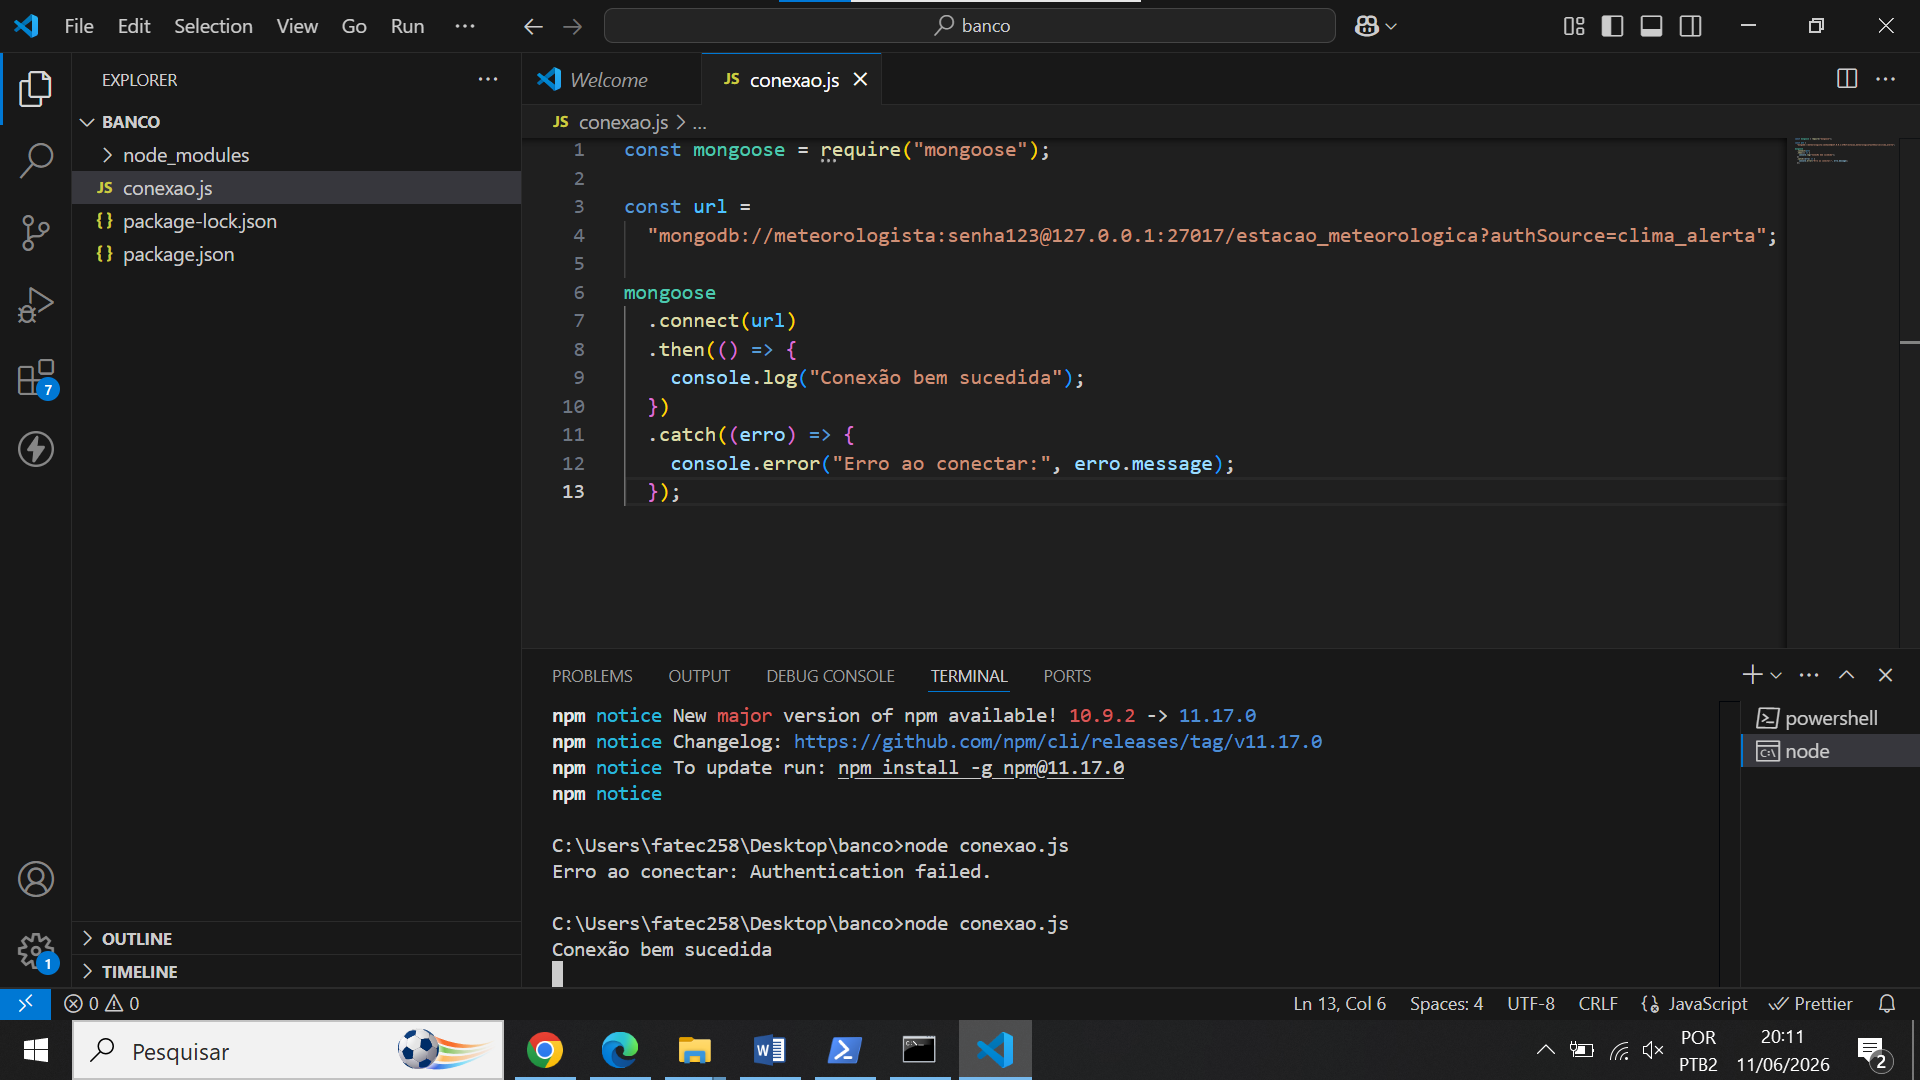 File Edit Selection View Go Run ···
banco
EXPLORER
BANCO
node_modules
JS conexao.js
{} package-lock.json
{} package.json
7
1
OUTLINE
TIMELINE
Welcome
JS conexao.js
JS conexao.js > ...
1 const mongoose = require("mongoose");
2
3 const url =
4 "mongodb://meteorologista:senha123@127.0.0.1:27017/estacao_meteorologica?authSource=clima_alerta";
5
6 mongoose
7 .connect(url)
8 .then(() => {
9 console.log("Conexão bem sucedida");
10 })
11 .catch((erro) => {
12 console.error("Erro ao conectar:", erro.message);
13 });
PROBLEMS OUTPUT DEBUG CONSOLE TERMINAL PORTS
npm notice New major version of npm available! 10.9.2 -> 11.17.0
npm notice Changelog: https://github.com/npm/cli/releases/tag/v11.17.0
npm notice To update run: npm install -g npm@11.17.0
npm notice
C:\Users\fatec258\Desktop\banco>node conexao.js
Erro ao conectar: Authentication failed.
C:\Users\fatec258\Desktop\banco>node conexao.js
Conexão bem sucedida
powershell
node
0 0
Ln 13, Col 6 Spaces: 4 UTF-8 CRLF {} JavaScript Prettier
Pesquisar
POR
PTB2
20:11
11/06/2026
2